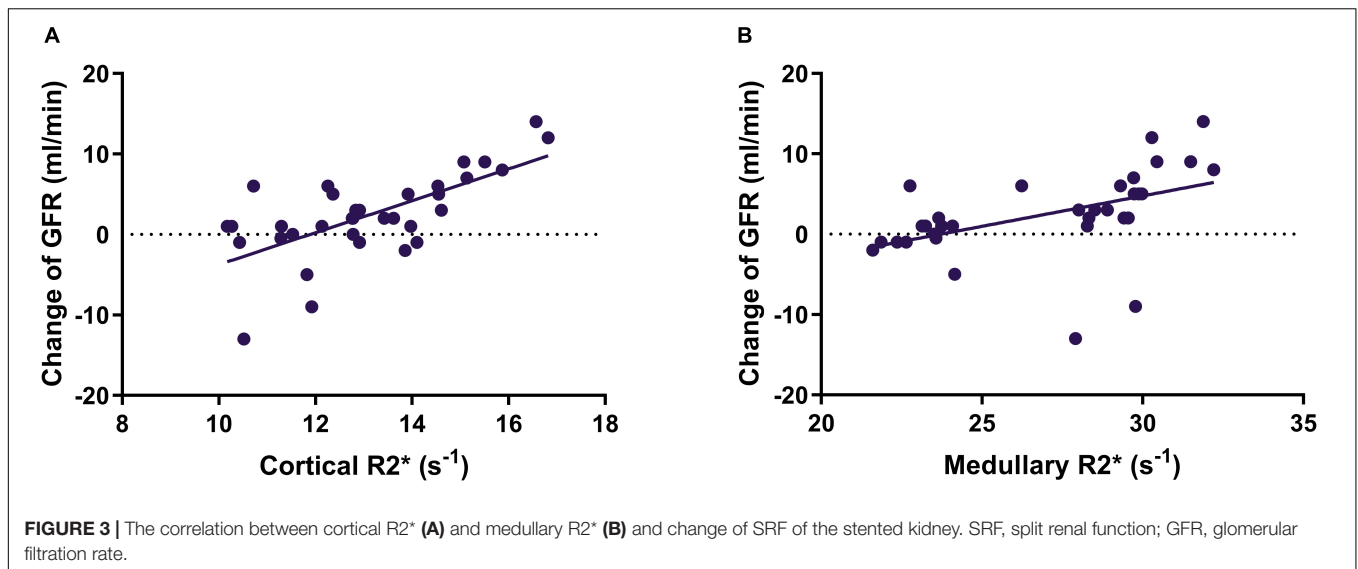 A
B
20
10
0
-10
-20
Change of GFR (ml/min)
8 10 12 14 16 18
Cortical R2* (s⁻¹)
20
10
0
-10
-20
Change of GFR (ml/min)
20 25 30 35
Medullary R2* (s⁻¹)
FIGURE 3 | The correlation between cortical R2* (A) and medullary R2* (B) and change of SRF of the stented kidney. SRF, split renal function; GFR, glomerular
filtration rate.